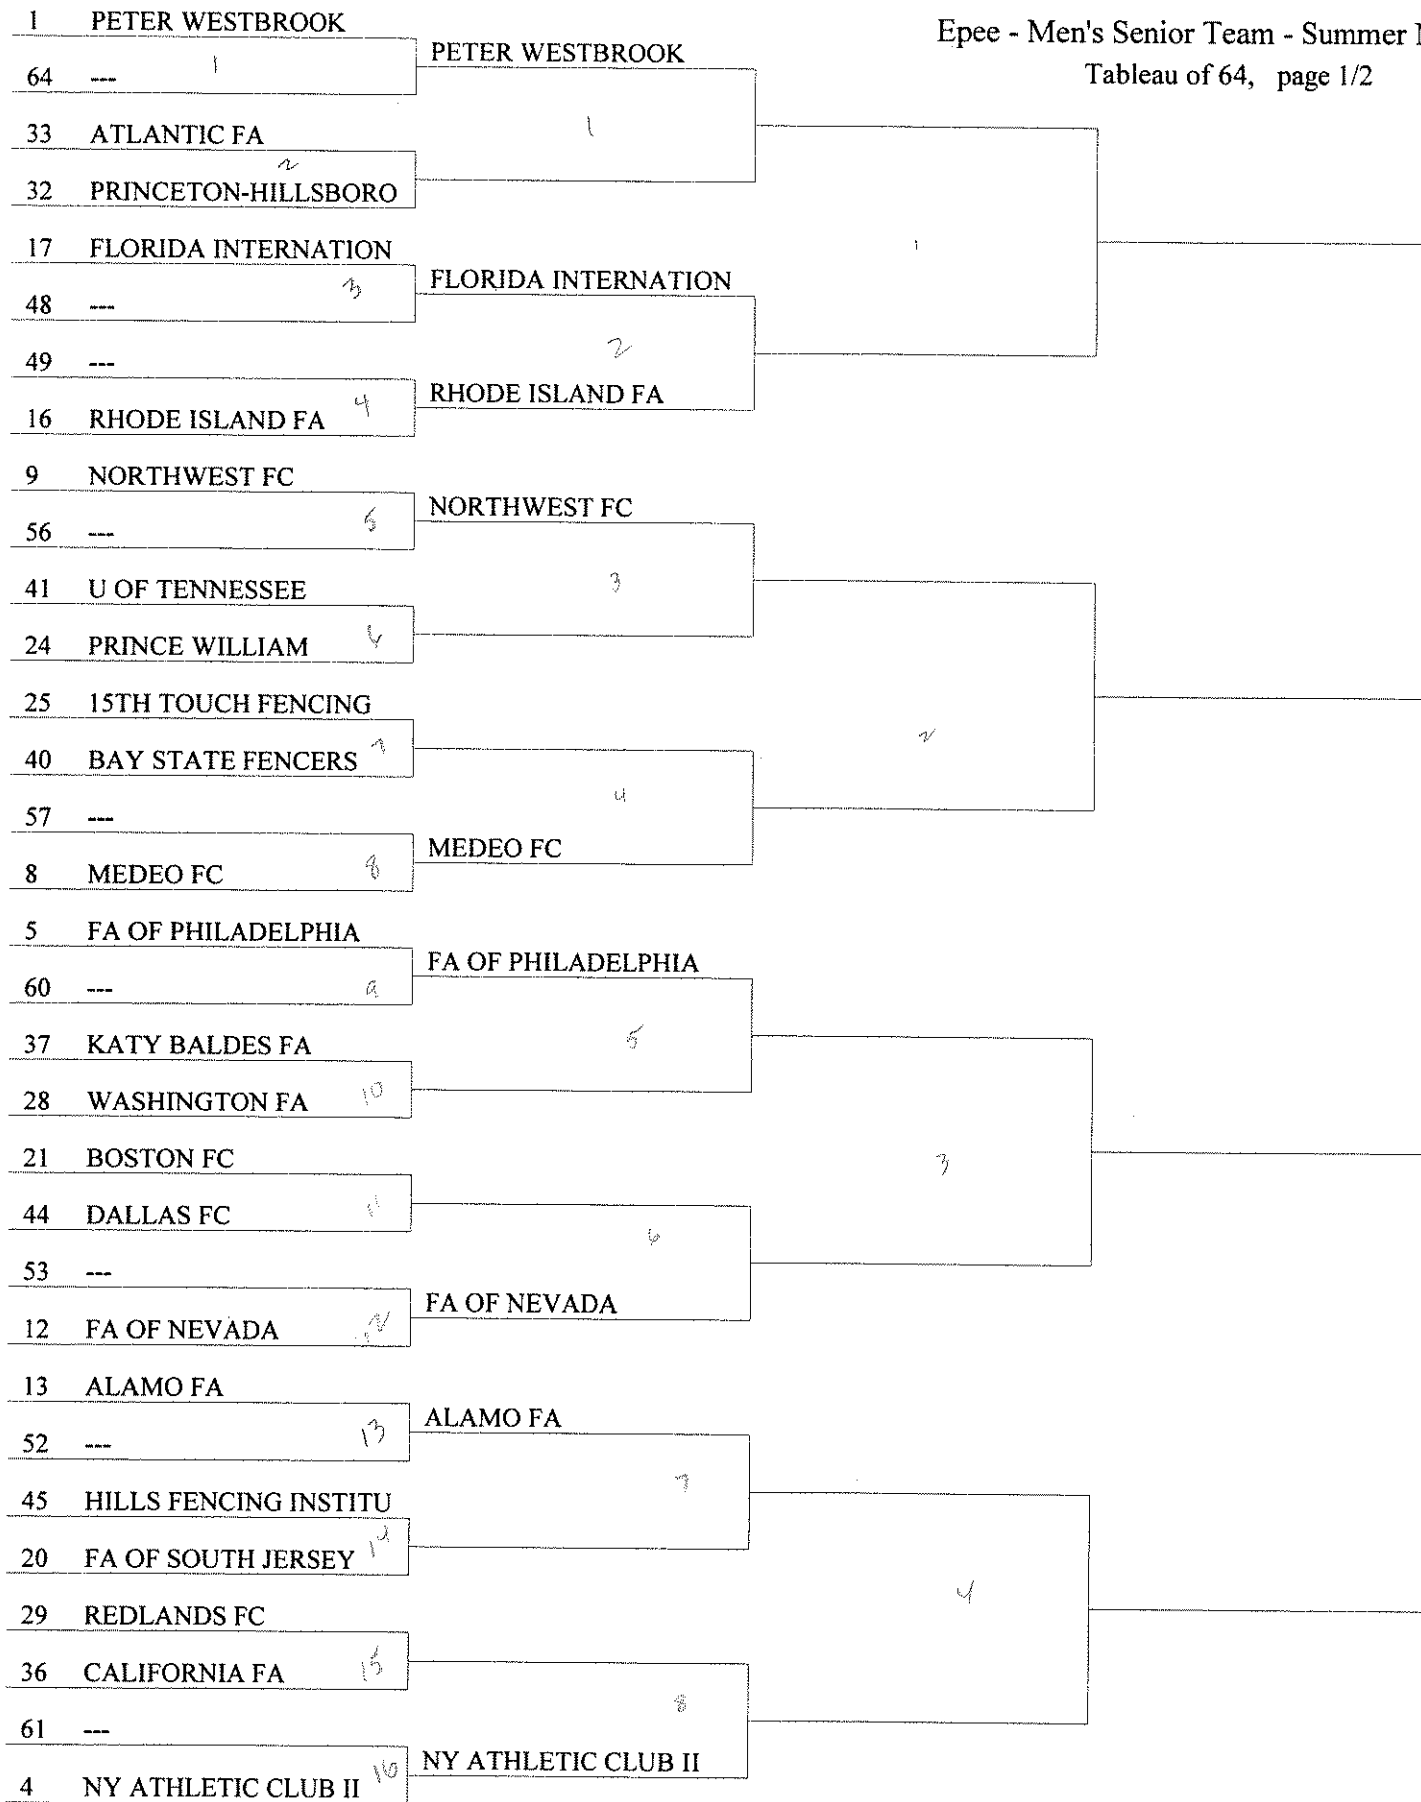 Epee - Men's Senior Team - Summer
Tableau of 64, page 1/2
1 PETER WESTBROOK
PETER WESTBROOK
64 --- 1
1
33 ATLANTIC FA
2
32 PRINCETON-HILLSBORO
17 FLORIDA INTERNATION
1
FLORIDA INTERNATION
48 --- 3
2
49 ---
RHODE ISLAND FA
16 RHODE ISLAND FA 4
9 NORTHWEST FC
NORTHWEST FC
56 --- 5
3
41 U OF TENNESSEE
24 PRINCE WILLIAM 6
25 15TH TOUCH FENCING
2
40 BAY STATE FENCERS 7
4
57 ---
MEDEO FC
8 MEDEO FC 8
5 FA OF PHILADELPHIA
FA OF PHILADELPHIA
60 --- 9
5
37 KATY BALDES FA
28 WASHINGTON FA 10
21 BOSTON FC
3
44 DALLAS FC 11
6
53 ---
FA OF NEVADA
12 FA OF NEVADA 12
13 ALAMO FA
ALAMO FA
52 --- 13
7
45 HILLS FENCING INSTITU
20 FA OF SOUTH JERSEY 14
29 REDLANDS FC
4
36 CALIFORNIA FA 15
8
61 ---
NY ATHLETIC CLUB II
4 NY ATHLETIC CLUB II 16